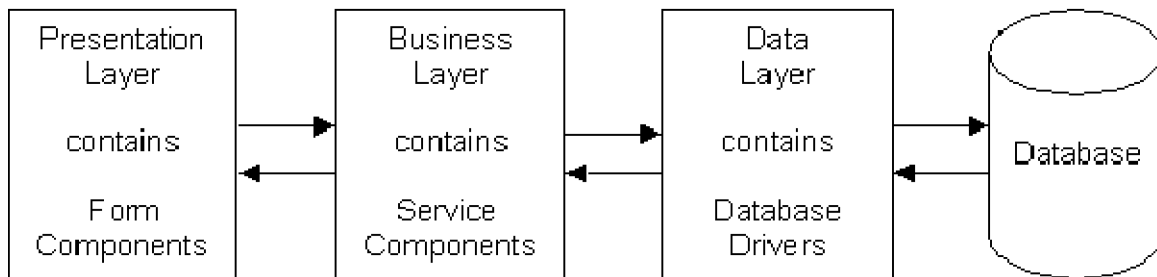 Presentation
Layer
contains
Form
Components
Business
Layer
contains
Service
Components
Data
Layer
contains
Database
Drivers
Database